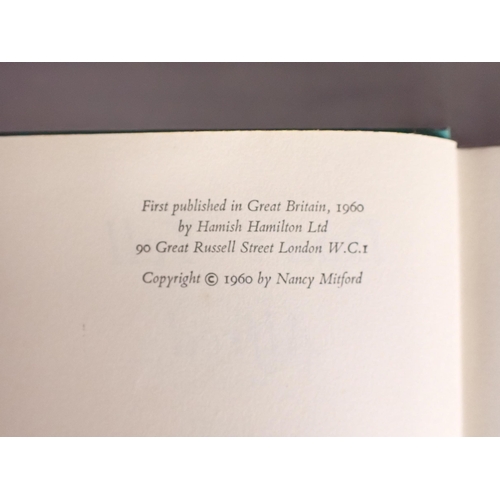 First published in Great Britain, 1960
by Hamish Hamilton Ltd
90 Great Russell Street London W.C.1
Copyright © 1960 by Nancy Mitford